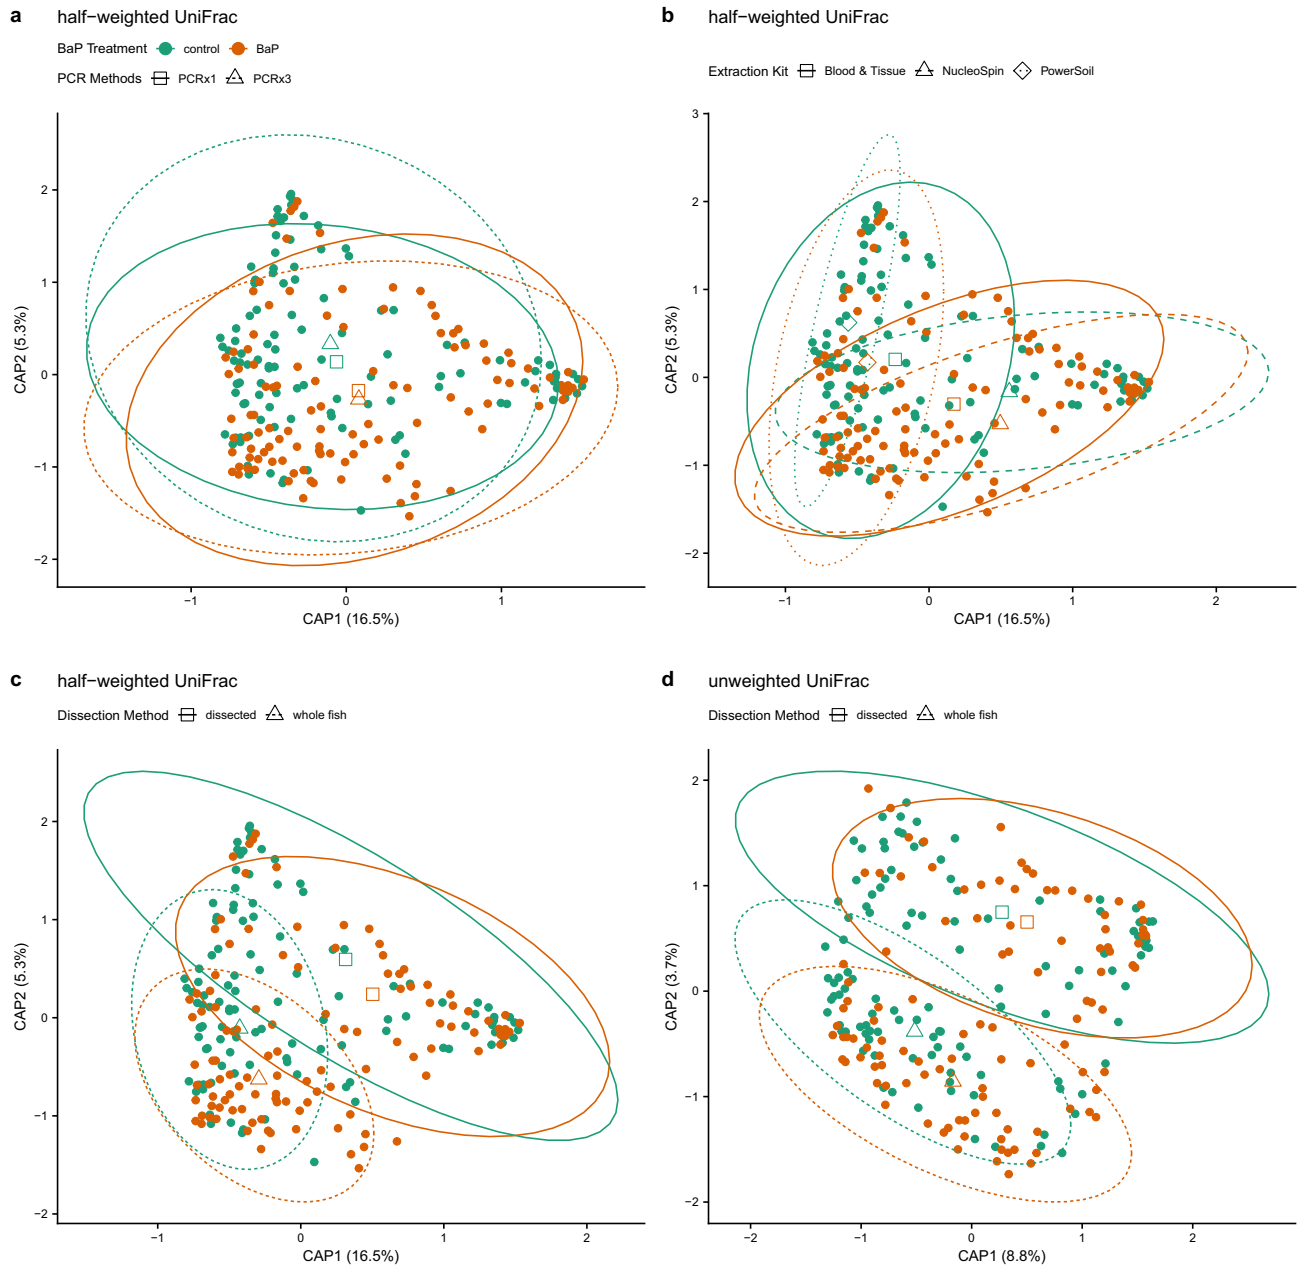 a
half−weighted UniFrac
BaP Treatment control BaP
PCR Methods PCRx1 PCRx3
CAP2 (5.3%)
2
1
0
−1
−2
−1 0 1
CAP1 (16.5%)
b
half−weighted UniFrac
Extraction Kit Blood & Tissue NucleoSpin PowerSoil
CAP2 (5.3%)
3
2
1
0
−1
−2
−1 0 1 2
CAP1 (16.5%)
c
half−weighted UniFrac
Dissection Method dissected whole fish
CAP2 (5.3%)
2
1
0
−1
−2
−1 0 1 2
CAP1 (16.5%)
d
unweighted UniFrac
Dissection Method dissected whole fish
CAP2 (3.7%)
2
1
0
−1
−2
−2 −1 0 1 2
CAP1 (8.8%)